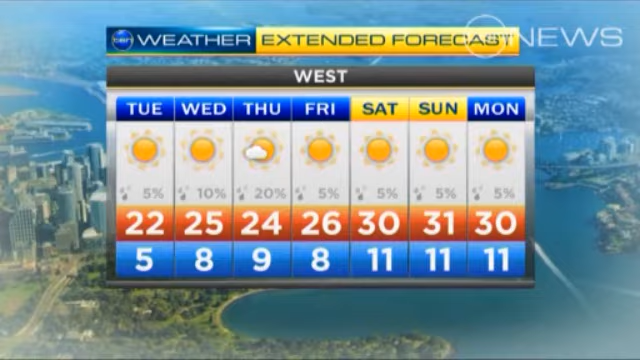 WEATHER EXTENDED FORECAST NEWS
WEST
TUE WED THU FRI SAT SUN MON
5% 10% 20% 5% 5% 5% 5%
22 25 24 26 30 31 30
5 8 9 8 11 11 11